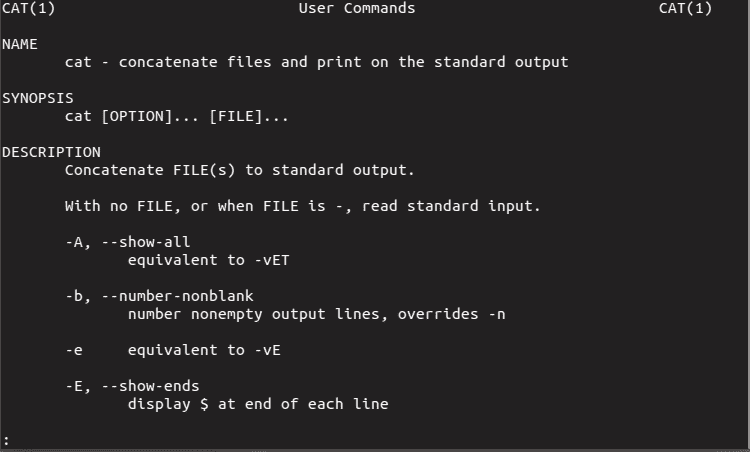 CAT(1) User Commands CAT(1)
NAME
cat - concatenate files and print on the standard output
SYNOPSIS
cat [OPTION]... [FILE]...
DESCRIPTION
Concatenate FILE(s) to standard output.
With no FILE, or when FILE is -, read standard input.
-A, --show-all
equivalent to -vET
-b, --number-nonblank
number nonempty output lines, overrides -n
-e equivalent to -vE
-E, --show-ends
display $ at end of each line
: